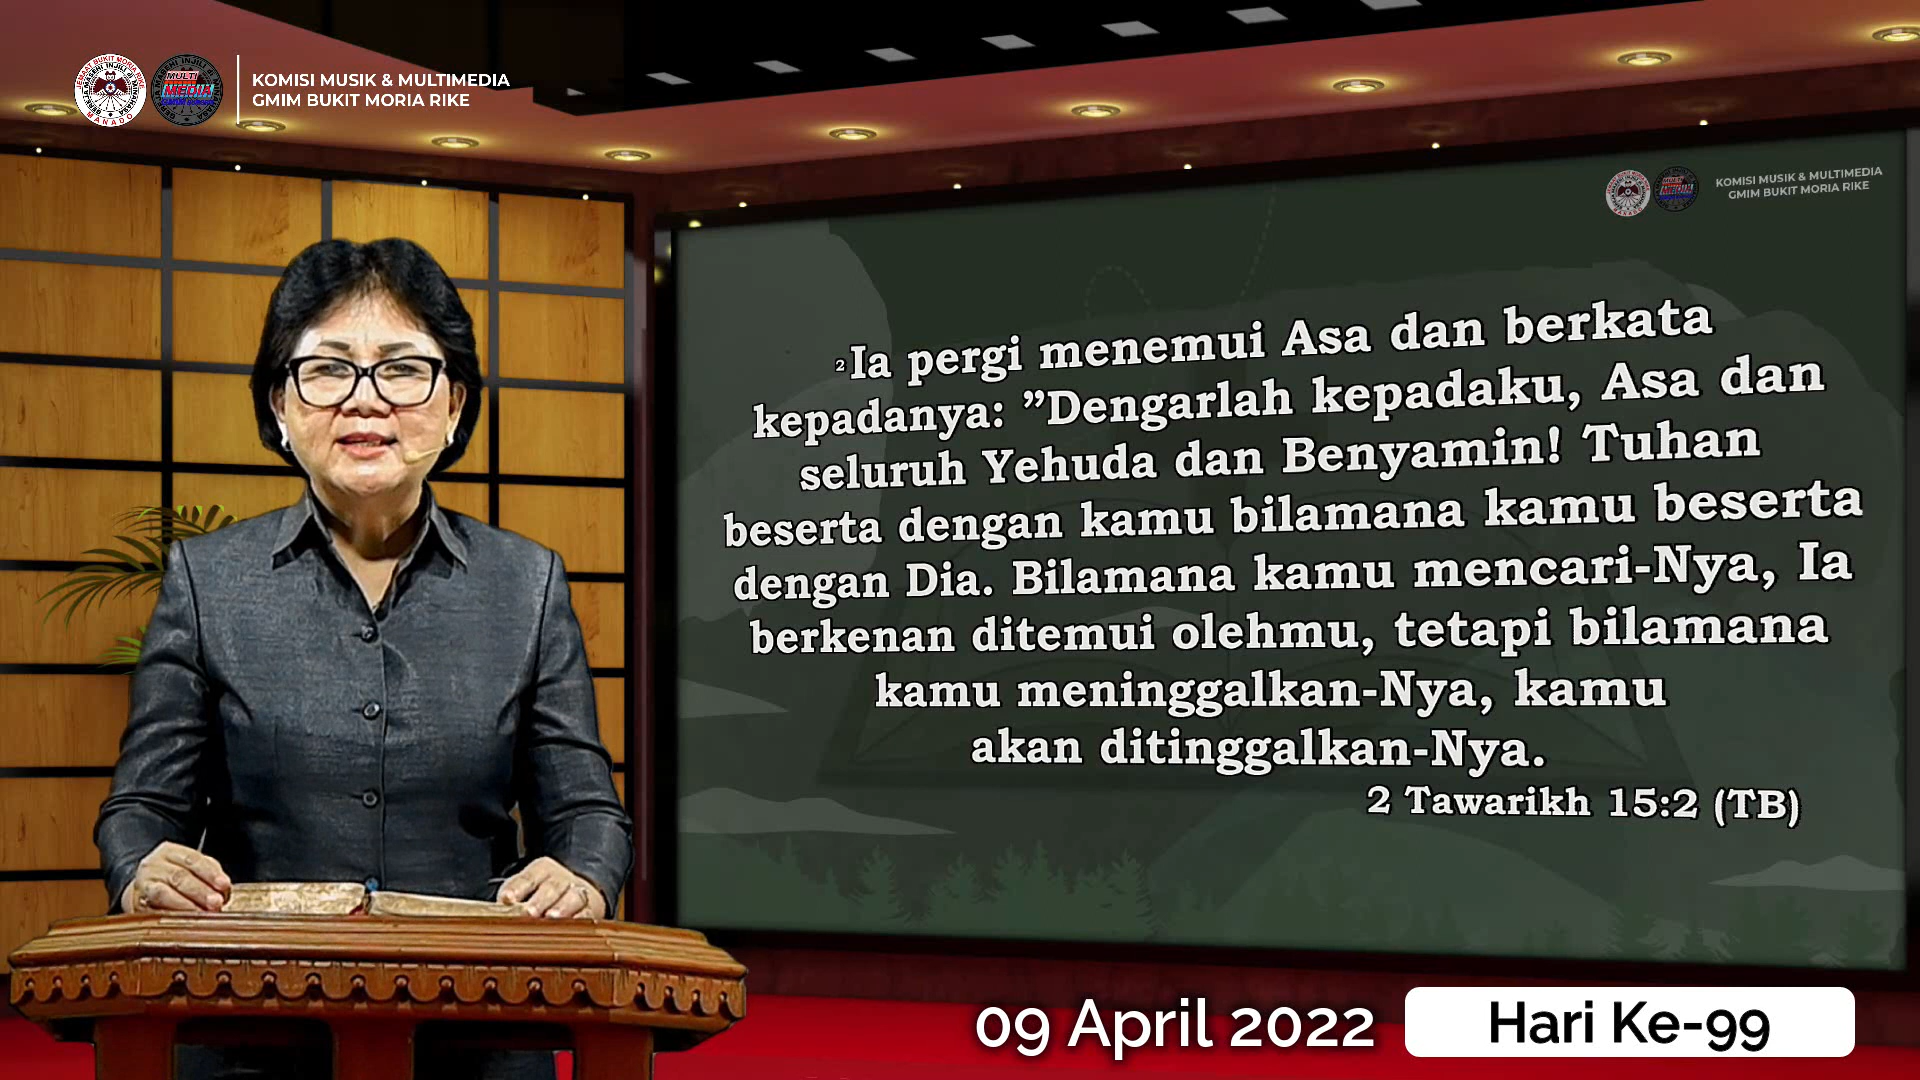 KOMISI MUSIK & MULTIMEDIA
GMIM BUKIT MORIA RIKE
MULTI
MEDIA
MANADO
KOMISI MUSIK & MULTIMEDIA
GMIM BUKIT MORIA RIKE
2Ia pergi menemui Asa dan berkata
kepadanya: ”Dengarlah kepadaku, Asa dan
seluruh Yehuda dan Benyamin! Tuhan
beserta dengan kamu bilamana kamu beserta
dengan Dia. Bilamana kamu mencari-Nya, Ia
berkenan ditemui olehmu, tetapi bilamana
kamu meninggalkan-Nya, kamu
akan ditinggalkan-Nya.
2 Tawarikh 15:2 (TB)
09 April 2022
Hari Ke-99